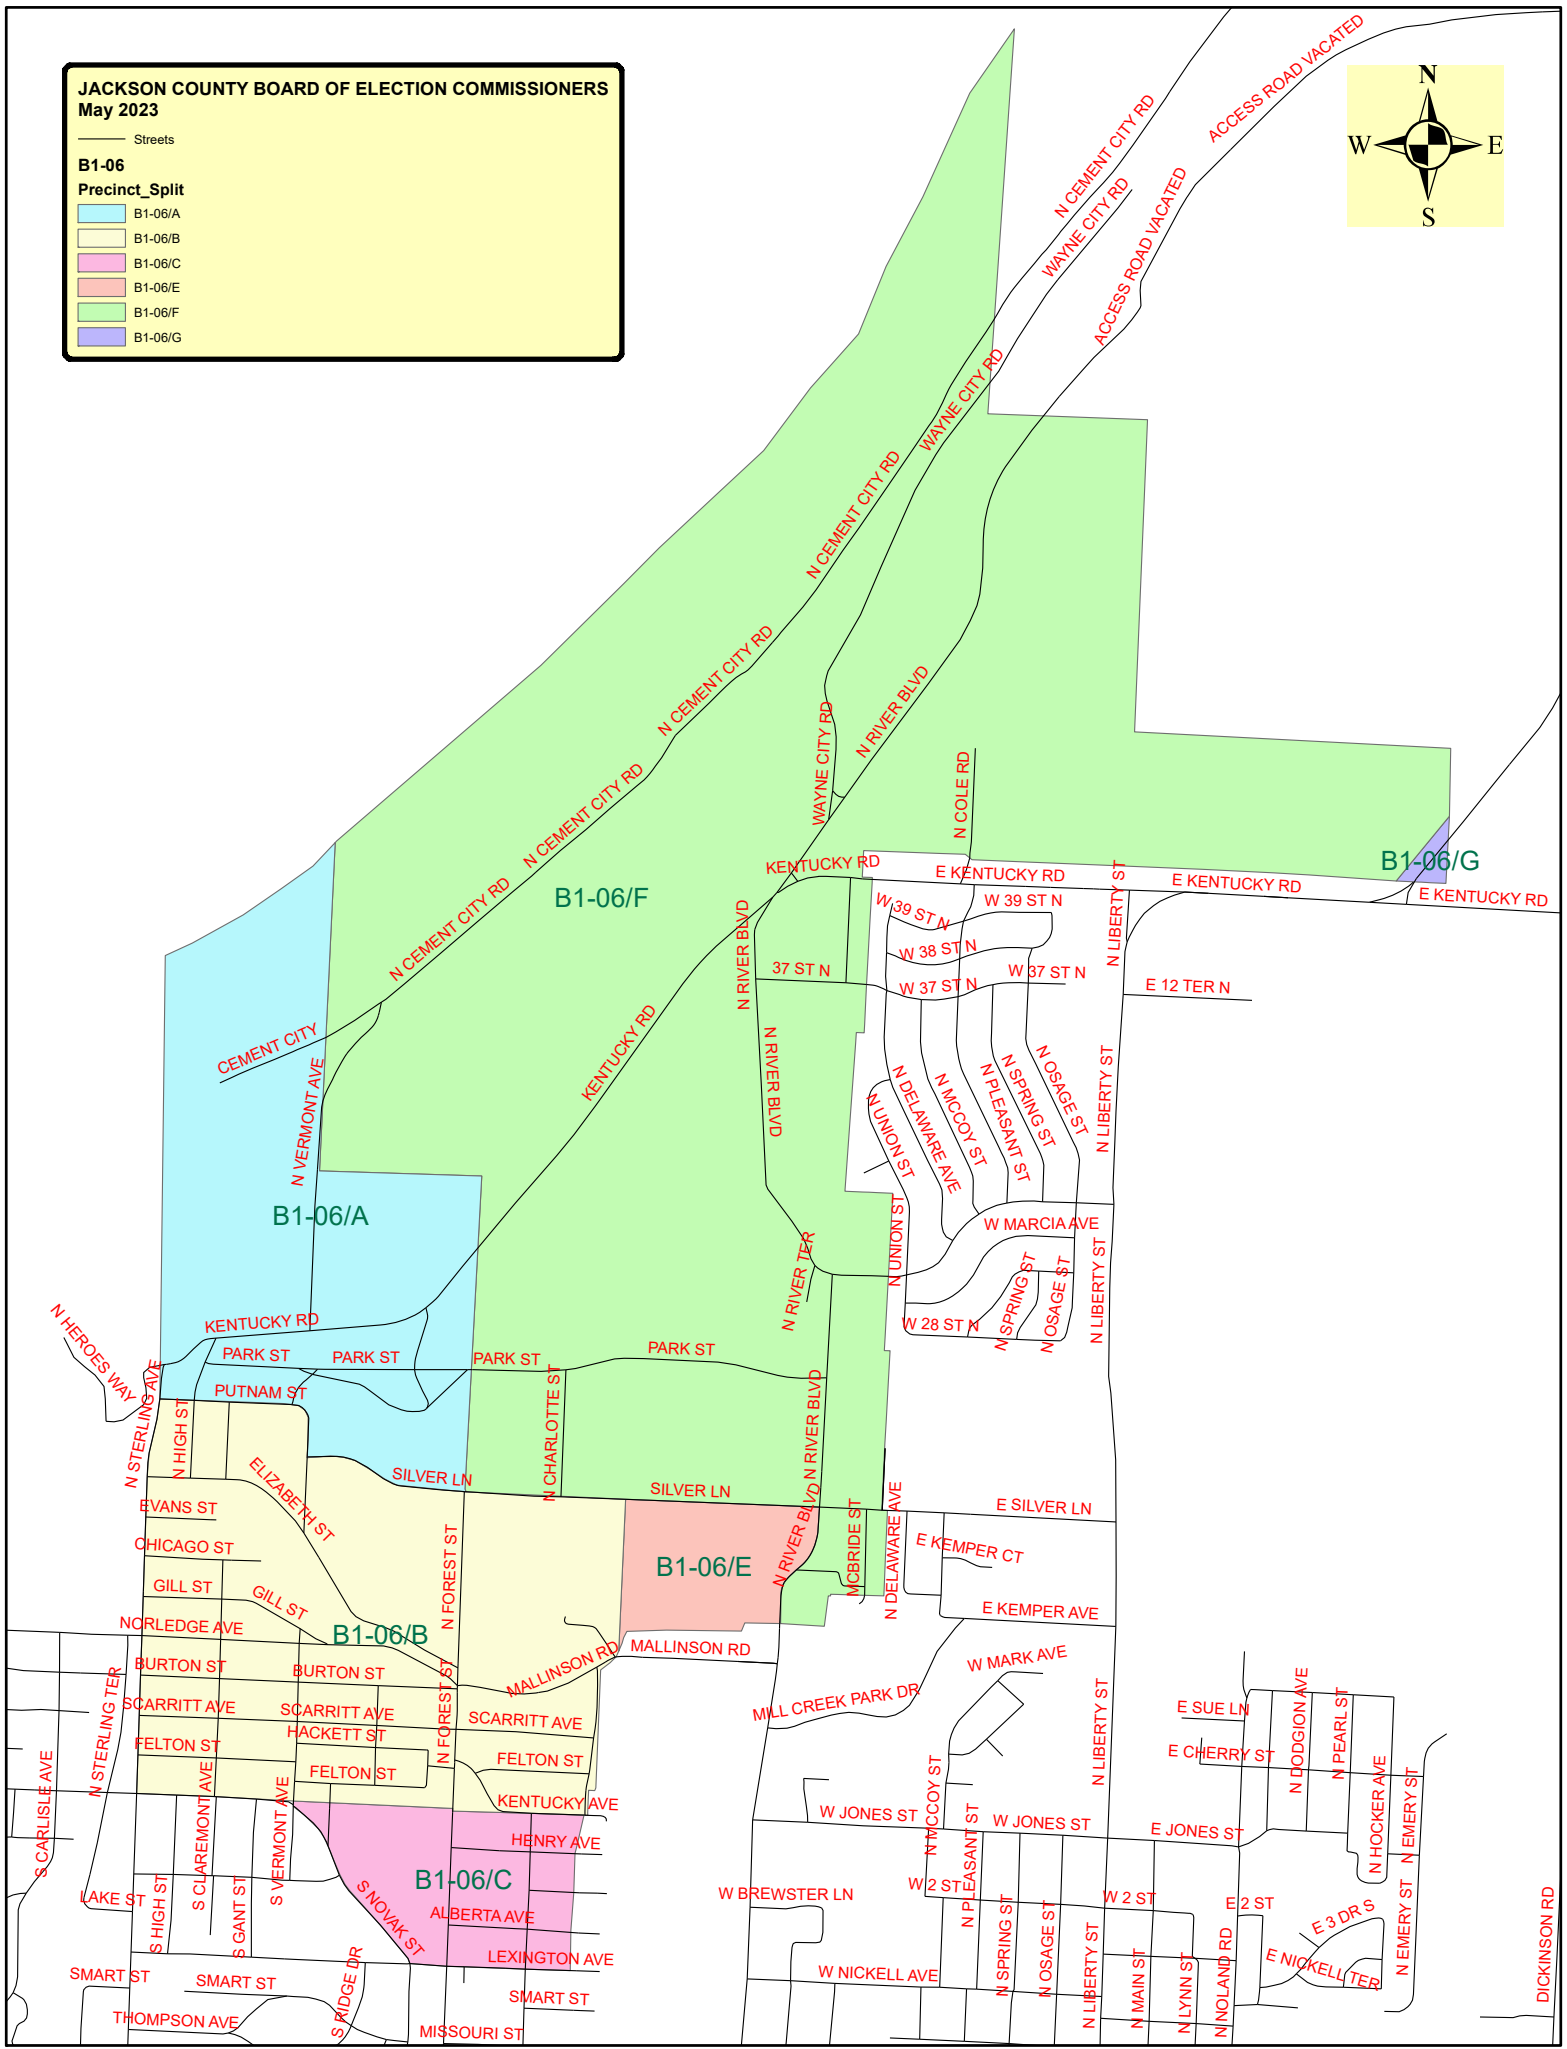 JACKSON COUNTY BOARD OF ELECTION COMMISSIONERS
May 2023
Streets
B1-06
Precinct_Split
B1-06/A
B1-06/B
B1-06/C
B1-06/E
B1-06/F
B1-06/G
N
W
E
S
ACCESS ROAD VACATED
N CEMENT CITY RD
WAYNE CITY RD
ACCESS ROAD VACATED
WAYNE CITY RD
N CEMENT CITY RD
N CEMENT CITY RD
N RIVER BLVD
WAYNE CITY RD
N CEMENT CITY RD
N COLE RD
KENTUCKY RD
E KENTUCKY RD
E KENTUCKY RD
B1-06/G
E KENTUCKY RD
B1-06/F
N CEMENT CITY RD
W 39 ST N
W 39 ST N
N LIBERTY ST
N RIVER BLVD
W 38 ST N
37 ST N
W 37 ST N
W 37 ST N
E 12 TER N
CEMENT CITY
KENTUCKY RD
N RIVER BLVD
N VERMONT AVE
N UNION ST
N DELAWARE AVE
N MCCOY ST
N PLEASANT ST
N SPRING ST
N OSAGE ST
N LIBERTY ST
B1-06/A
W MARCIA AVE
N UNION ST
N RIVER TER
N SPRING ST
N OSAGE ST
N LIBERTY ST
W 28 ST N
KENTUCKY RD
N HEROES WAY
PARK ST
PARK ST
PARK ST
PARK ST
PUTNAM ST
N STERLING AVE
N HIGH ST
N CHARLOTTE ST
N RIVER BLVD
SILVER LN
SILVER LN
E SILVER LN
ELIZABETH ST
EVANS ST
N RIVER BLVD
MCBRIDE ST
N DELAWARE AVE
E KEMPER CT
CHICAGO ST
N FOREST ST
B1-06/E
GILL ST
GILL ST
E KEMPER AVE
NORLEDGE AVE
B1-06/B
MALLINSON RD
MALLINSON RD
W MARK AVE
BURTON ST
BURTON ST
N STERLING TER
SCARRITT AVE
SCARRITT AVE
SCARRITT AVE
N FOREST ST
MILL CREEK PARK DR
N LIBERTY ST
E SUE LN
N DODGION AVE
N PEARL ST
HACKETT ST
FELTON ST
FELTON ST
FELTON ST
E CHERRY ST
S CARLISLE AVE
S CLAREMONT AVE
S VERMONT AVE
KENTUCKY AVE
N MCCOY ST
N HOCKER AVE
N EMERY ST
W JONES ST
W JONES ST
E JONES ST
HENRY AVE
N PLEASANT ST
B1-06/C
LAKE ST
S HIGH ST
S GANT ST
S NOVAK ST
W BREWSTER LN
W 2 ST
W 2 ST
E 2 ST
E 3 DR S
ALBERTA AVE
N EMERY ST
DICKINSON RD
LEXINGTON AVE
N SPRING ST
N OSAGE ST
N LIBERTY ST
N MAIN ST
N LYNN ST
N NOLAND RD
E NICKELL TER
SMART ST
SMART ST
S RIDGE DR
W NICKELL AVE
SMART ST
THOMPSON AVE
MISSOURI ST